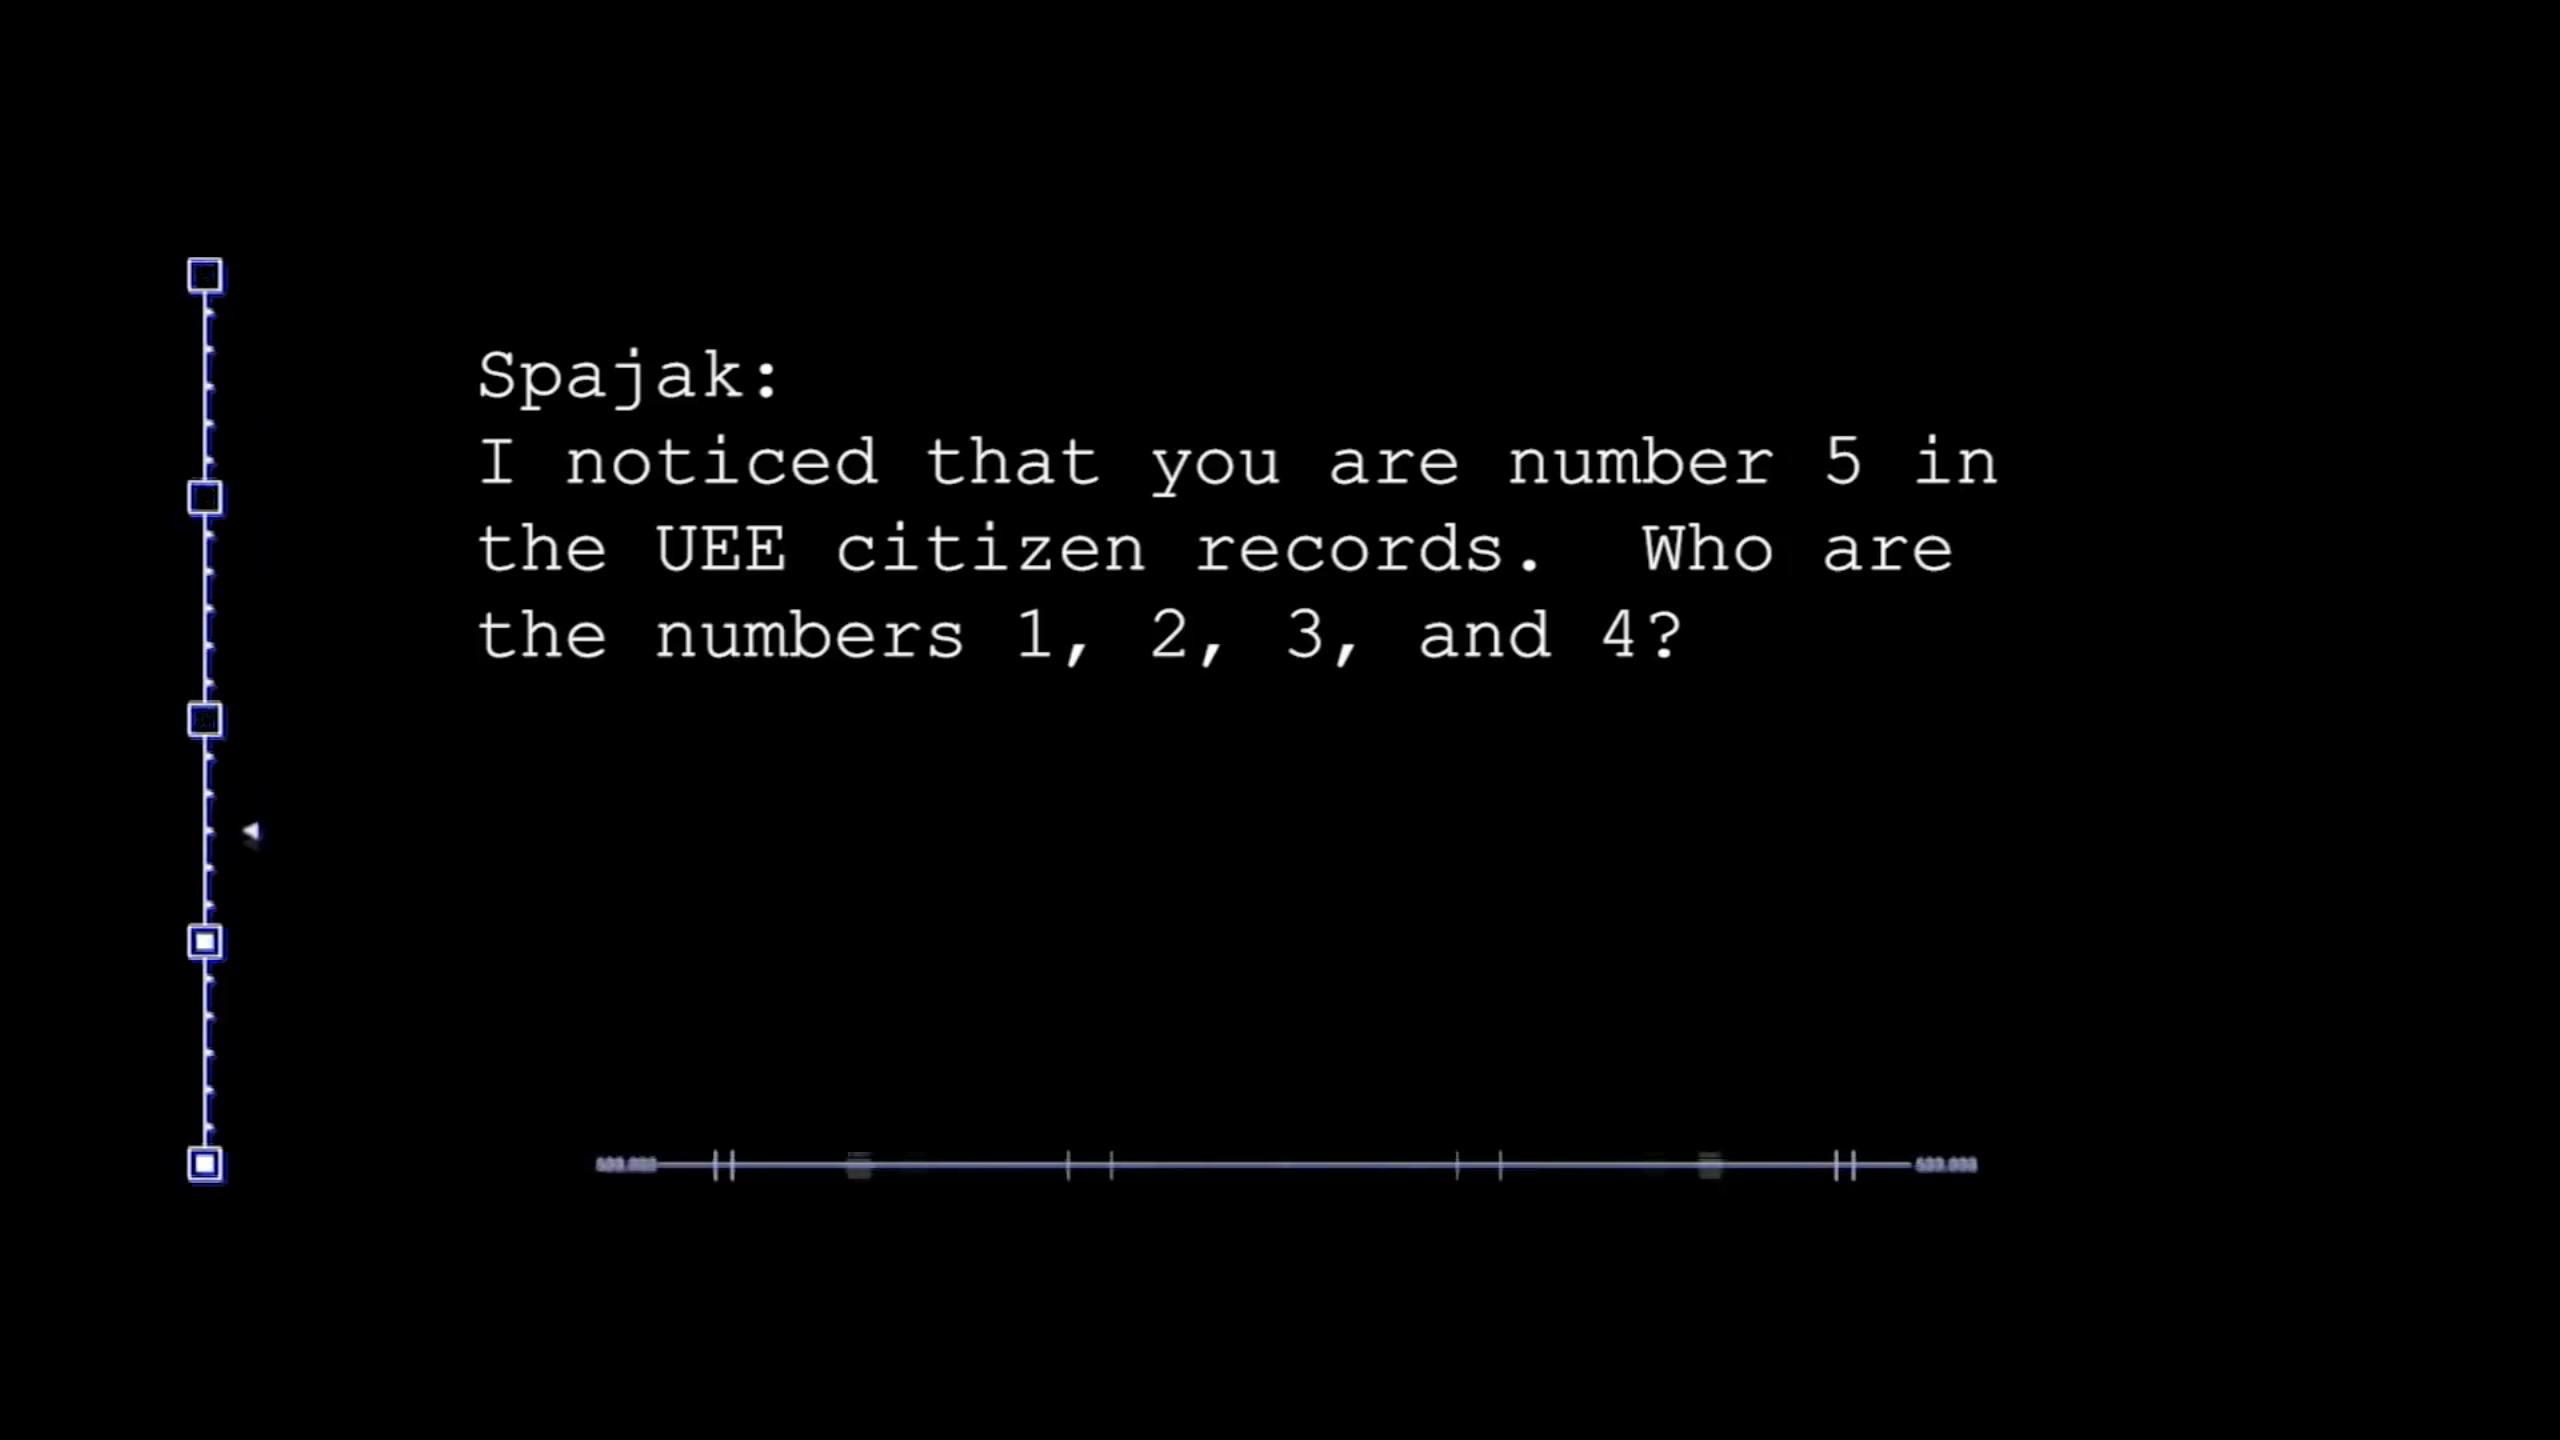 Spajak:
I noticed that you are number 5 in
the UEE citizen records.  Who are
the numbers 1, 2, 3, and 4?